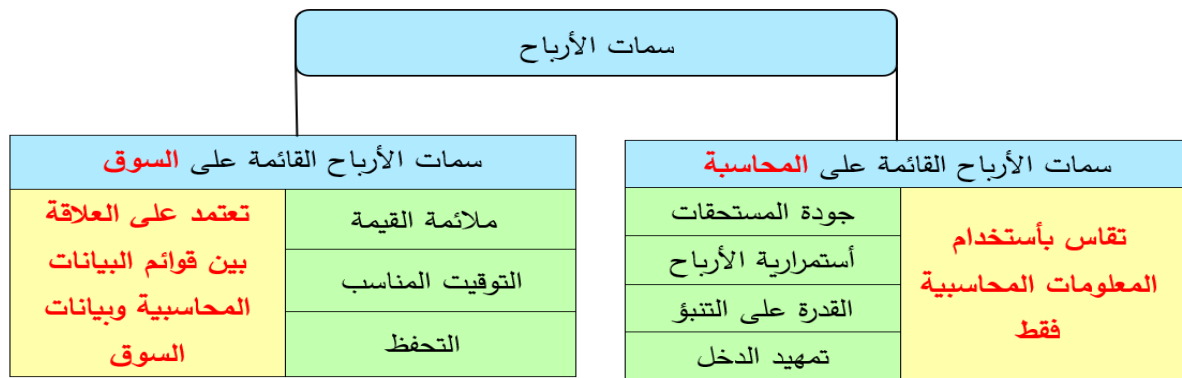 سمات الأرباح
سمات الأرباح القائمة على المحاسبة
تقاس بأستخدام
المعلومات المحاسبية
فقط
جودة المستحقات
أستمرارية الأرباح
القدرة على التنبؤ
تمهيد الدخل
سمات الأرباح القائمة على السوق
ملائمة القيمة
التوقيت المناسب
التحفظ
تعتمد على العلاقة
بين قوائم البيانات
المحاسبية وبيانات
السوق